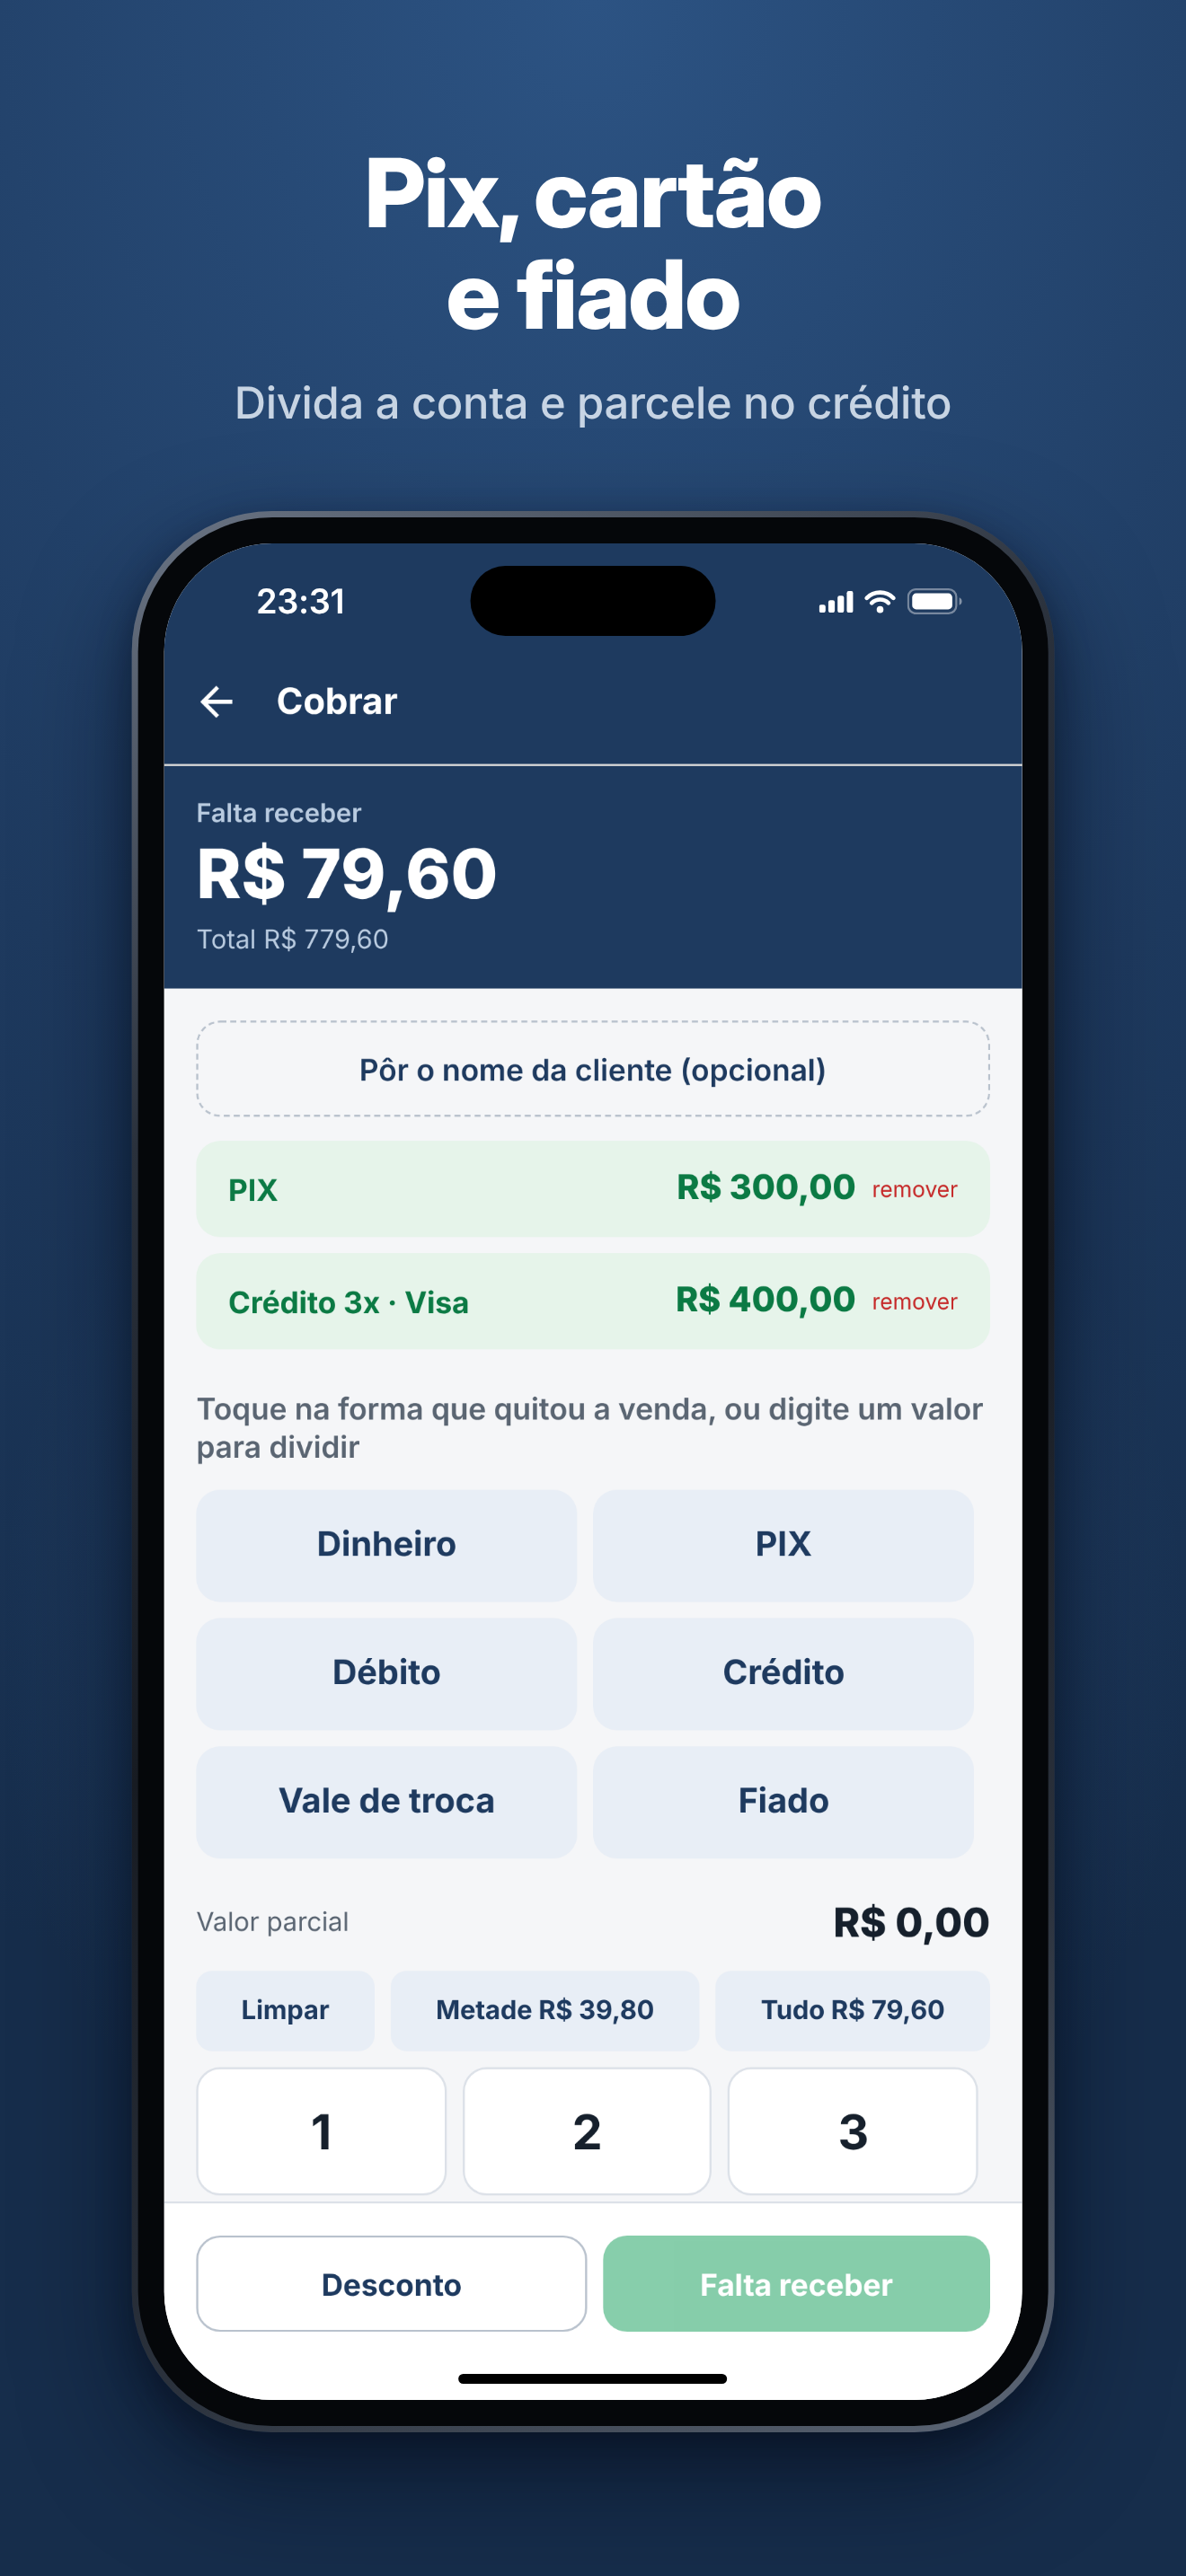 Pix, cartão
e fiado
Divida a conta e parcele no crédito
23:31
Cobrar
Falta receber
R$ 79,60
Total R$ 779,60
Pôr o nome da cliente (opcional)
PIX R$ 300,00 remover
Crédito 3x · Visa R$ 400,00 remover
Toque na forma que quitou a venda, ou digite um valor
para dividir
Dinheiro PIX
Débito Crédito
Vale de troca Fiado
Valor parcial R$ 0,00
Limpar Metade R$ 39,80 Tudo R$ 79,60
1 2 3
Desconto Falta receber